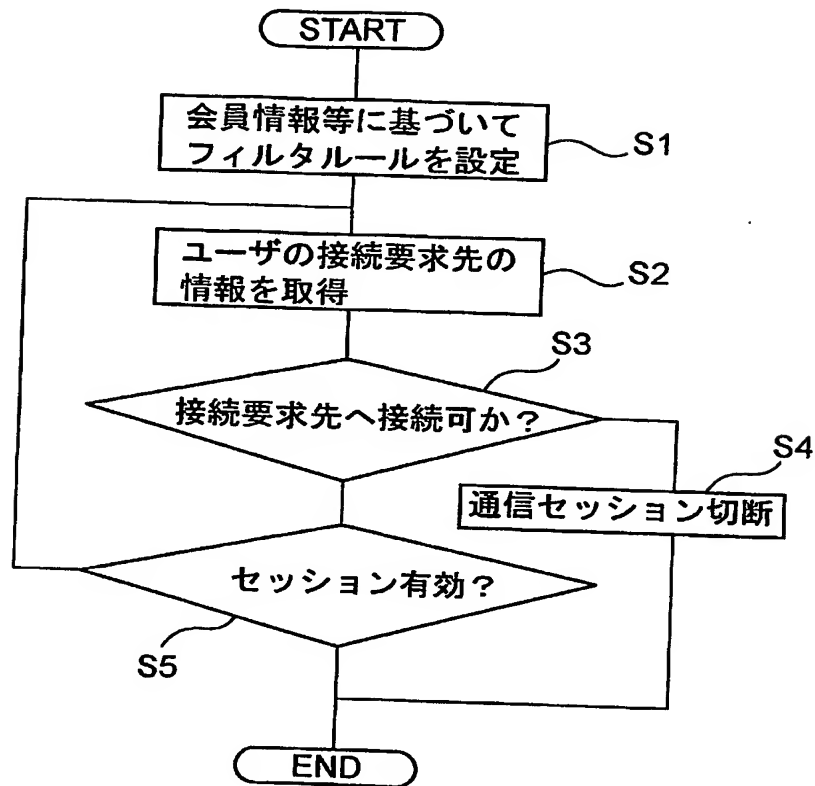 START
会員情報等に基づいて
フィルタルールを設定
S1
ユーザの接続要求先の
情報を取得
S2
S3
接続要求先へ接続可か?
S4
通信セッション切断
セッション有効?
S5
END